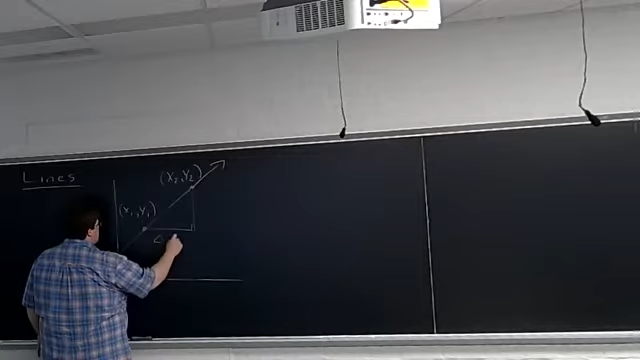 Lines
(x₂,y₂)
(x₁,y₁)